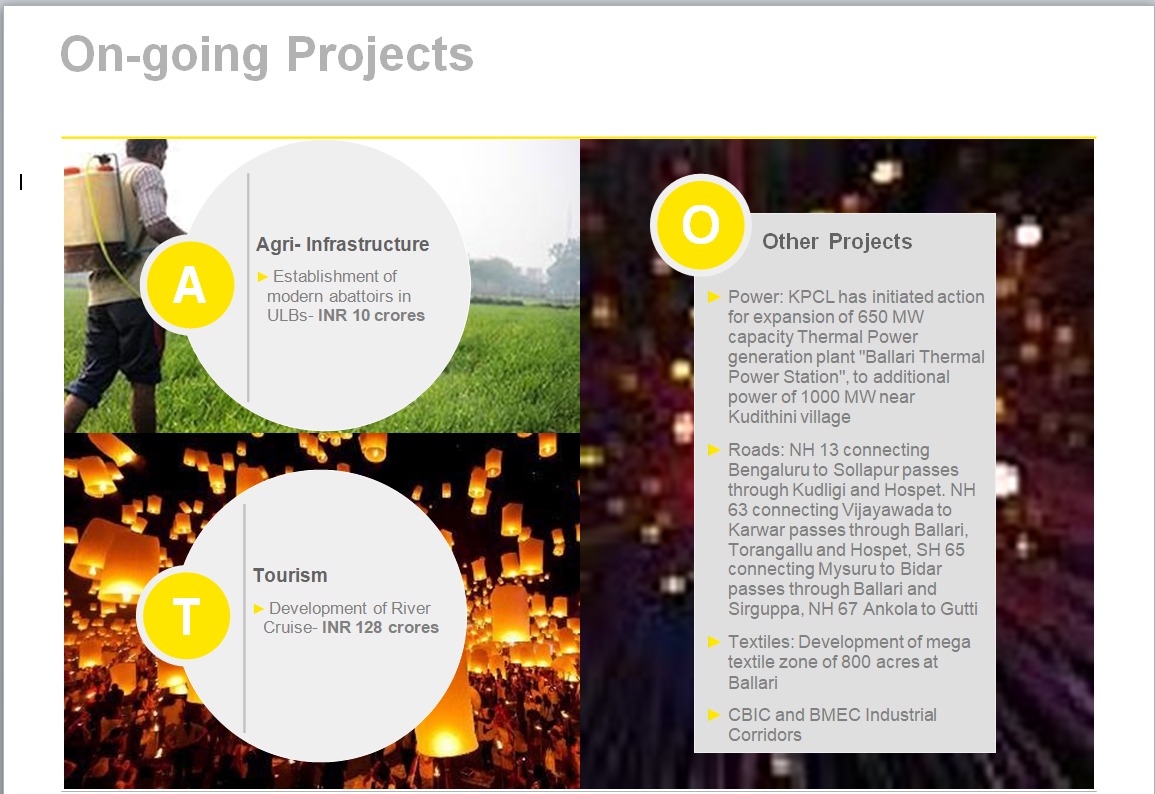 On-going Projects
A
Agri- Infrastructure
Establishment of
modern abattoirs in
ULBs- INR 10 crores
T
Tourism
Development of River
Cruise- INR 128 crores
O
Other Projects
Power: KPCL has initiated action
for expansion of 650 MW
capacity Thermal Power
generation plant "Ballari Thermal
Power Station", to additional
power of 1000 MW near
Kudithini village
Roads: NH 13 connecting
Bengaluru to Sollapur passes
through Kudligi and Hospet. NH
63 connecting Vijayawada to
Karwar passes through Ballari,
Torangallu and Hospet, SH 65
connecting Mysuru to Bidar
passes through Ballari and
Sirguppa, NH 67 Ankola to Gutti
Textiles: Development of mega
textile zone of 800 acres at
Ballari
CBIC and BMEC Industrial
Corridors